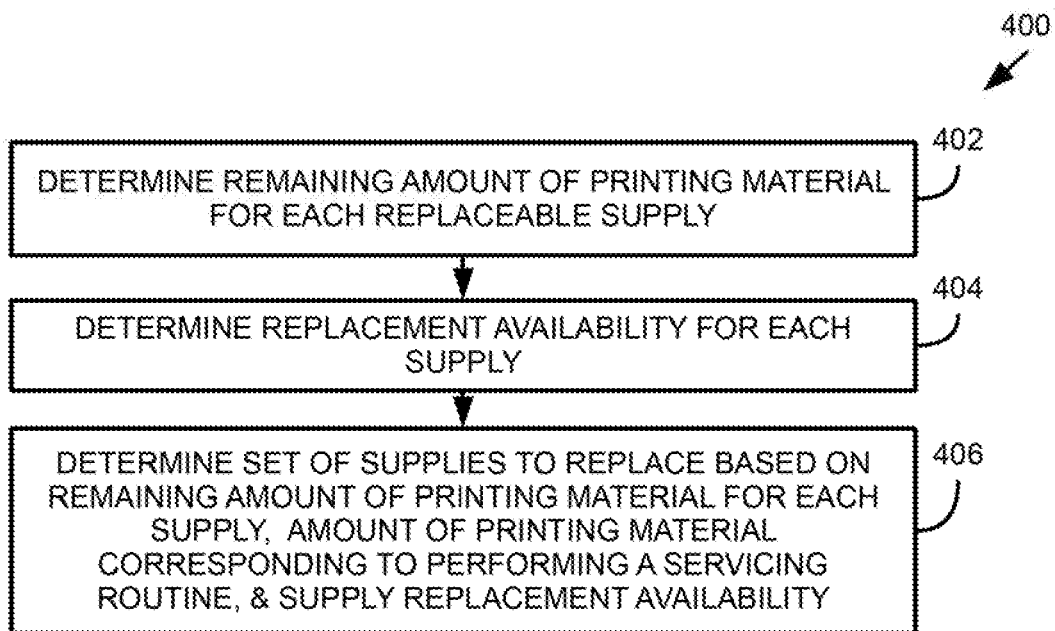 400
402
DETERMINE REMAINING AMOUNT OF PRINTING MATERIAL
FOR EACH REPLACEABLE SUPPLY
404
DETERMINE REPLACEMENT AVAILABILITY FOR EACH
SUPPLY
406
DETERMINE SET OF SUPPLIES TO REPLACE BASED ON
REMAINING AMOUNT OF PRINTING MATERIAL FOR EACH
SUPPLY, AMOUNT OF PRINTING MATERIAL
CORRESPONDING TO PERFORMING A SERVICING
ROUTINE, & SUPPLY REPLACEMENT AVAILABILITY